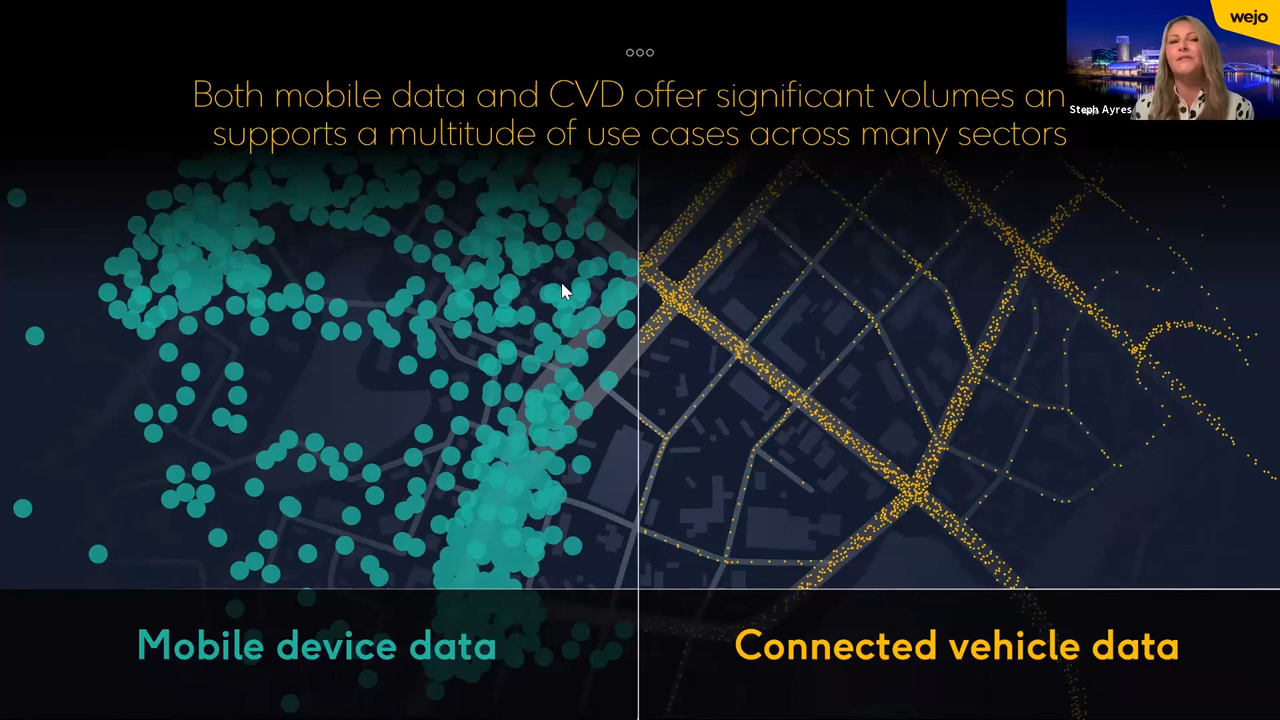 wejo
Both mobile data and CVD offer significant volumes an
Steph Ayres
supports a multitude of use cases across many sectors
Mobile device data
Connected vehicle data